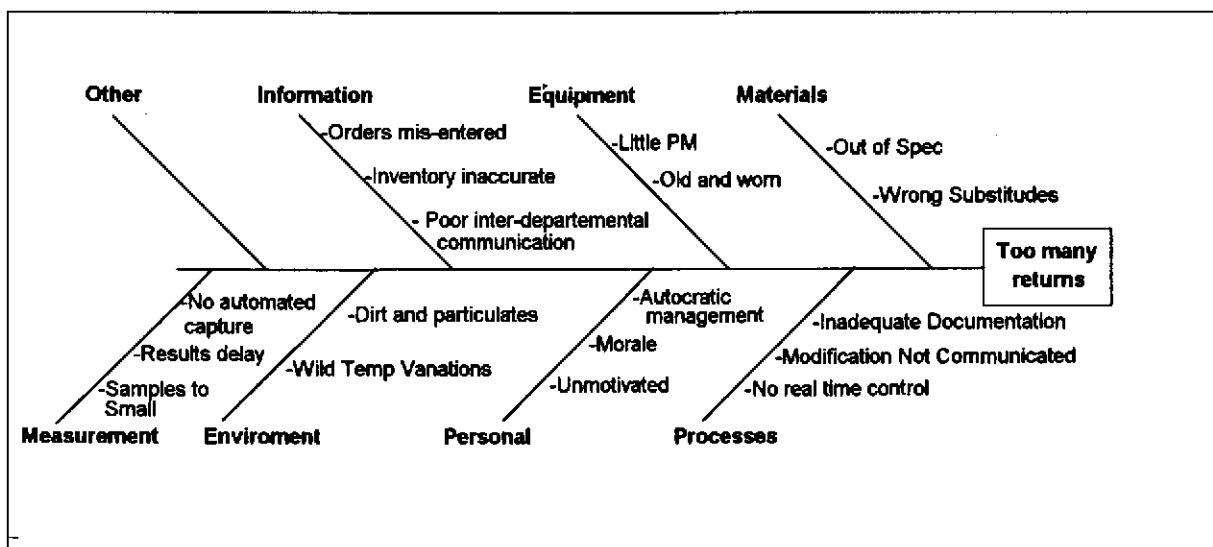 Other
Information
Equipment
Materials
-Orders mis-entered
-Inventory inaccurate
- Poor inter-departemental
communication
-Little PM
-Old and worn
-Out of Spec
-Wrong Substitudes
Too many
returns
-No automated
capture
-Results delay
-Samples to
Small
-Dirt and particulates
-Wild Temp Vanations
-Autocratic
management
-Morale
-Unmotivated
-Inadequate Documentation
-Modification Not Communicated
-No real time control
Measurement
Enviroment
Personal
Processes